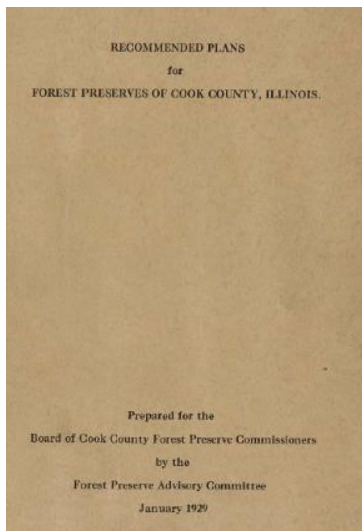 RECOMMENDED PLANS
for
FOREST PRESERVES OF COOK COUNTY, ILLINOIS.
Prepared for the
Board of Cook County Forest Preserve Commissioners
by the
Forest Preserve Advisory Committee
January 1929